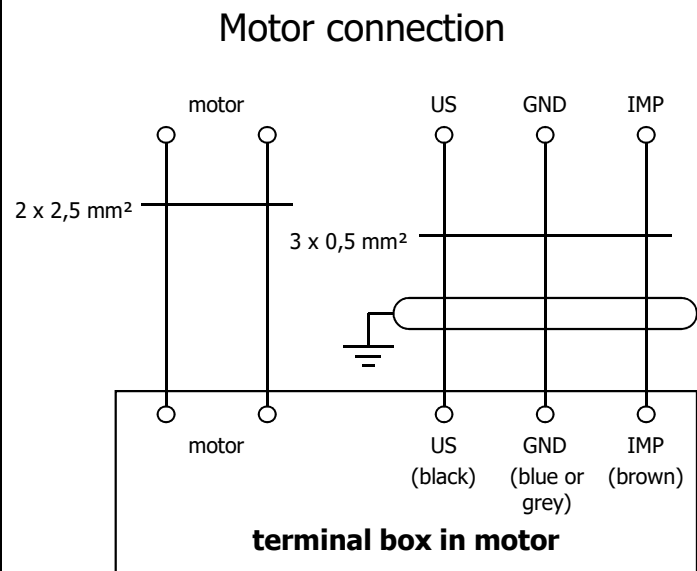 Motor connection
motor US GND IMP
2 x 2,5 mm²
3 x 0,5 mm²
motor US GND IMP
(black) (blue or (brown)
grey)
terminal box in motor